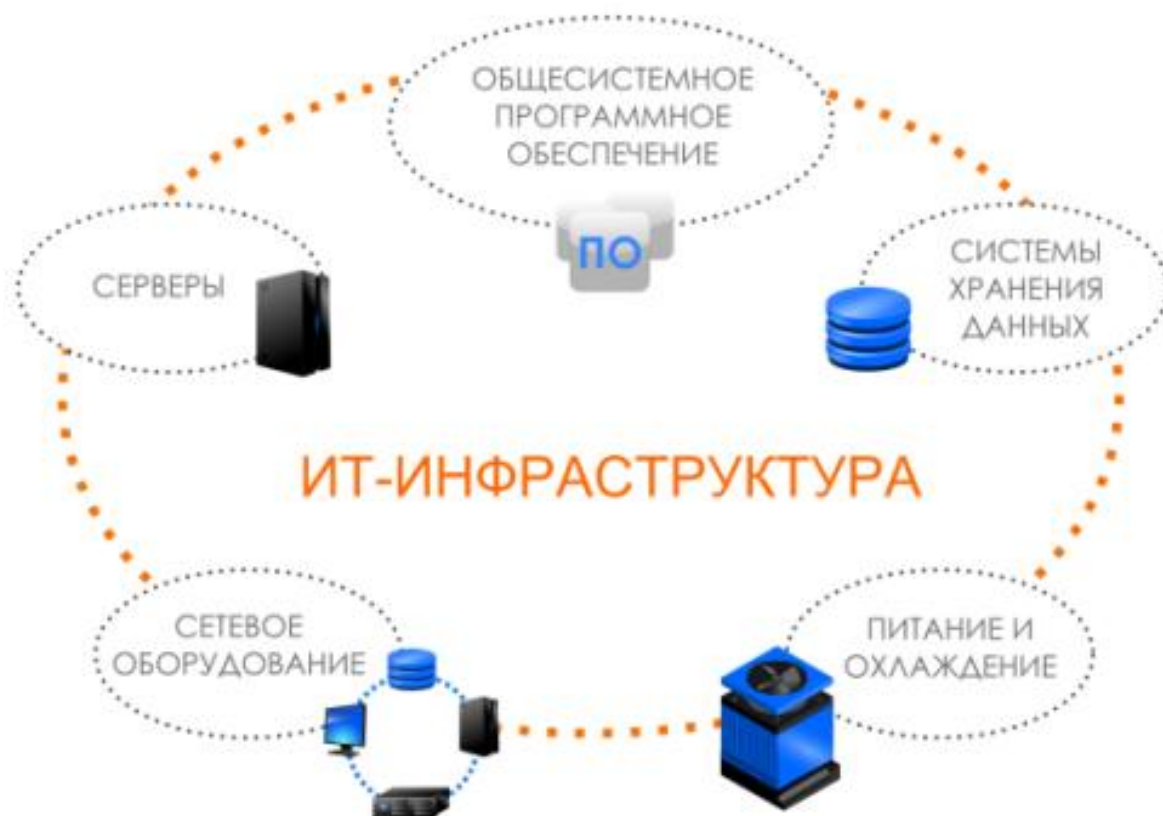 ОБЩЕСИСТЕМНОЕ
ПРОГРАММНОЕ
ОБЕСПЕЧЕНИЕ
ПО
СЕРВЕРЫ
СИСТЕМЫ
ХРАНЕНИЯ
ДАННЫХ
ИТ-ИНФРАСТРУКТУРА
СЕТЕВОЕ
ОБОРУДОВАНИЕ
ПИТАНИЕ И
ОХЛАЖДЕНИЕ